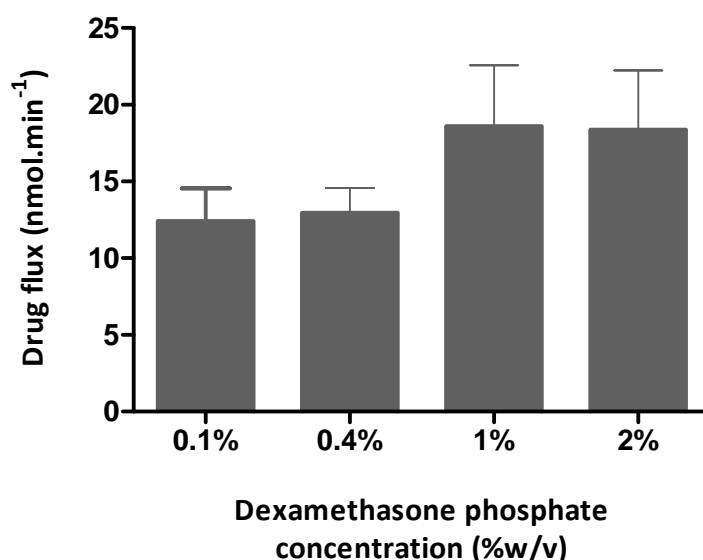 Drug flux (nmol.min⁻¹)
25
20
15
10
5
0
0.1% 0.4% 1% 2%
Dexamethasone phosphate
concentration (%w/v)